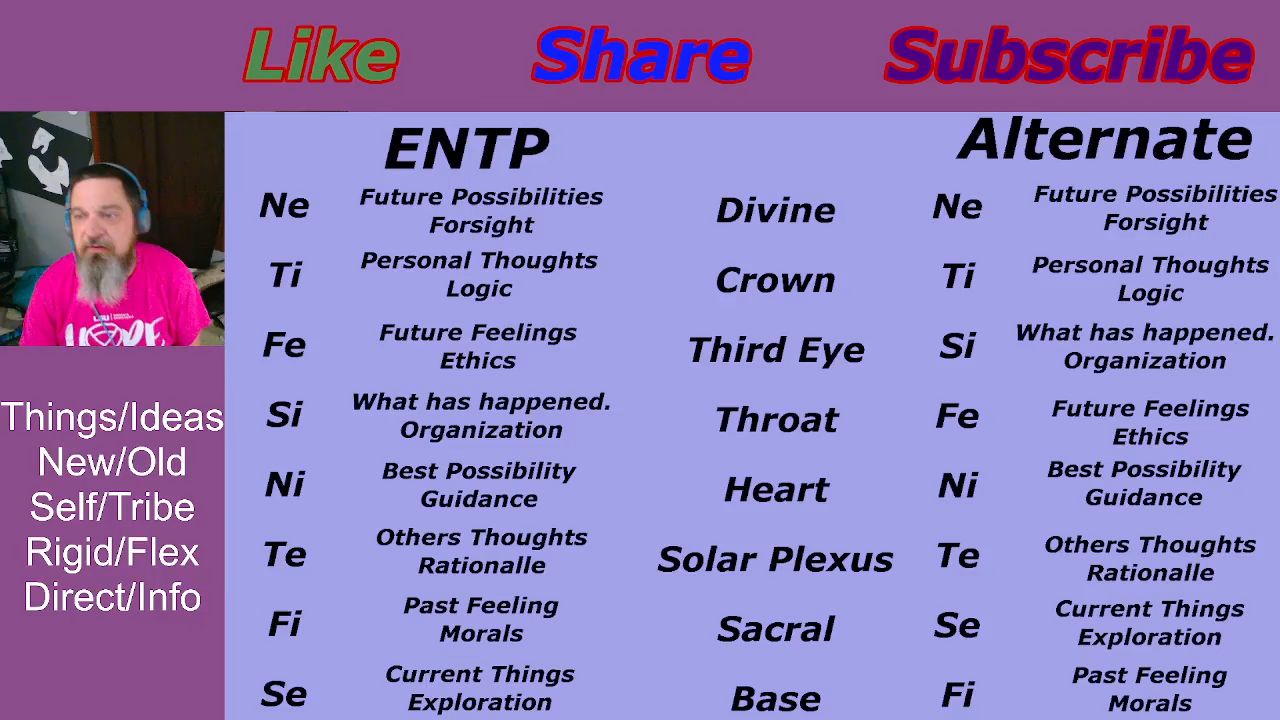 Like Share Subscribe
ENTP Alternate
Ne Future Possibilities Divine Ne Future Possibilities
Forsight Forsight
Ti Personal Thoughts Crown Ti Personal Thoughts
Logic Logic
Fe Future Feelings Third Eye Si What has happened.
Ethics Organization
Si What has happened. Throat Fe Future Feelings
Organization Ethics
Ni Best Possibility Heart Ni Best Possibility
Guidance Guidance
Te Others Thoughts Solar Plexus Te Others Thoughts
Rationalle Rationalle
Fi Past Feeling Sacral Se Current Things
Morals Exploration
Se Current Things Base Fi Past Feeling
Exploration Morals
Things/Ideas
New/Old
Self/Tribe
Rigid/Flex
Direct/Info